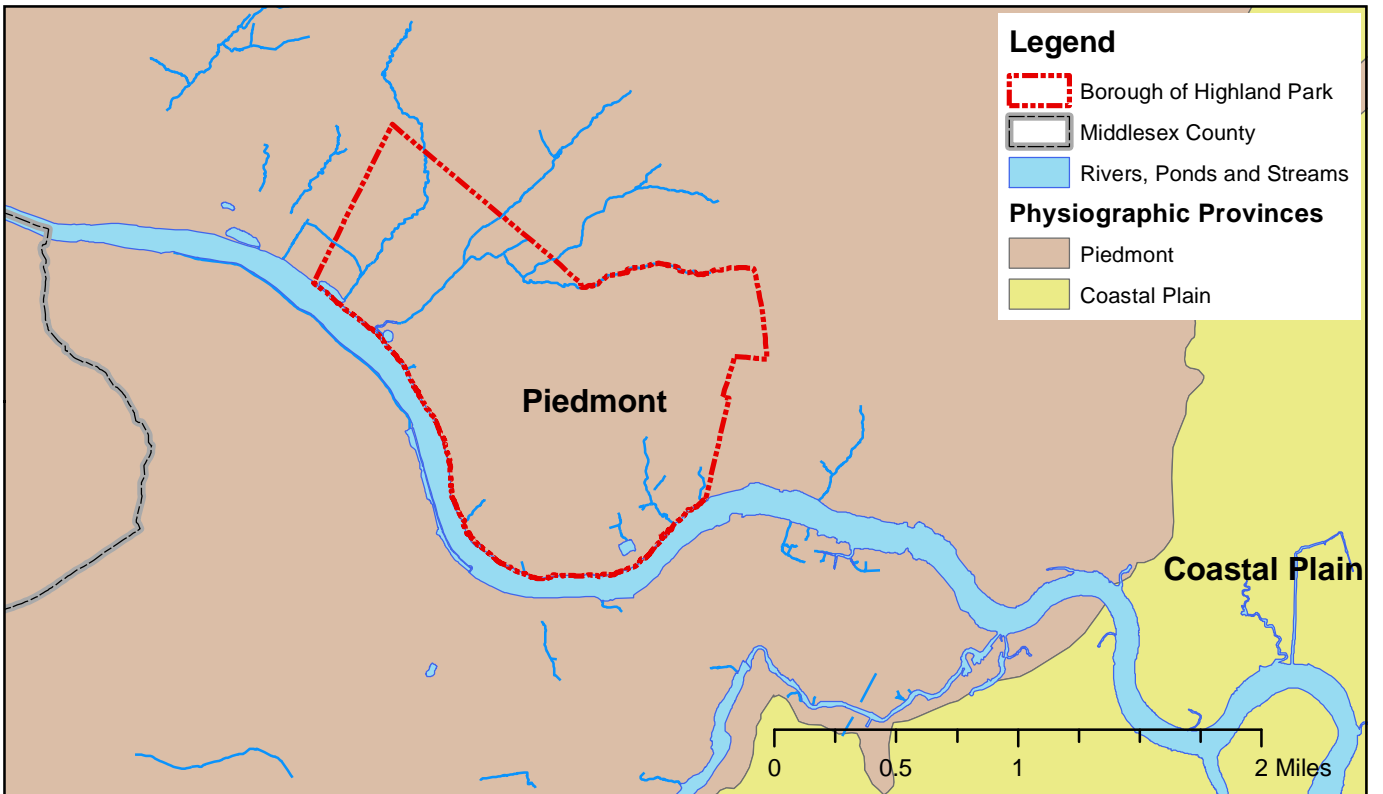 Legend
Borough of Highland Park
Middlesex County
Rivers, Ponds and Streams
Physiographic Provinces
Piedmont
Coastal Plain
Piedmont
Coastal Plain
0 0.5 1 2 Miles